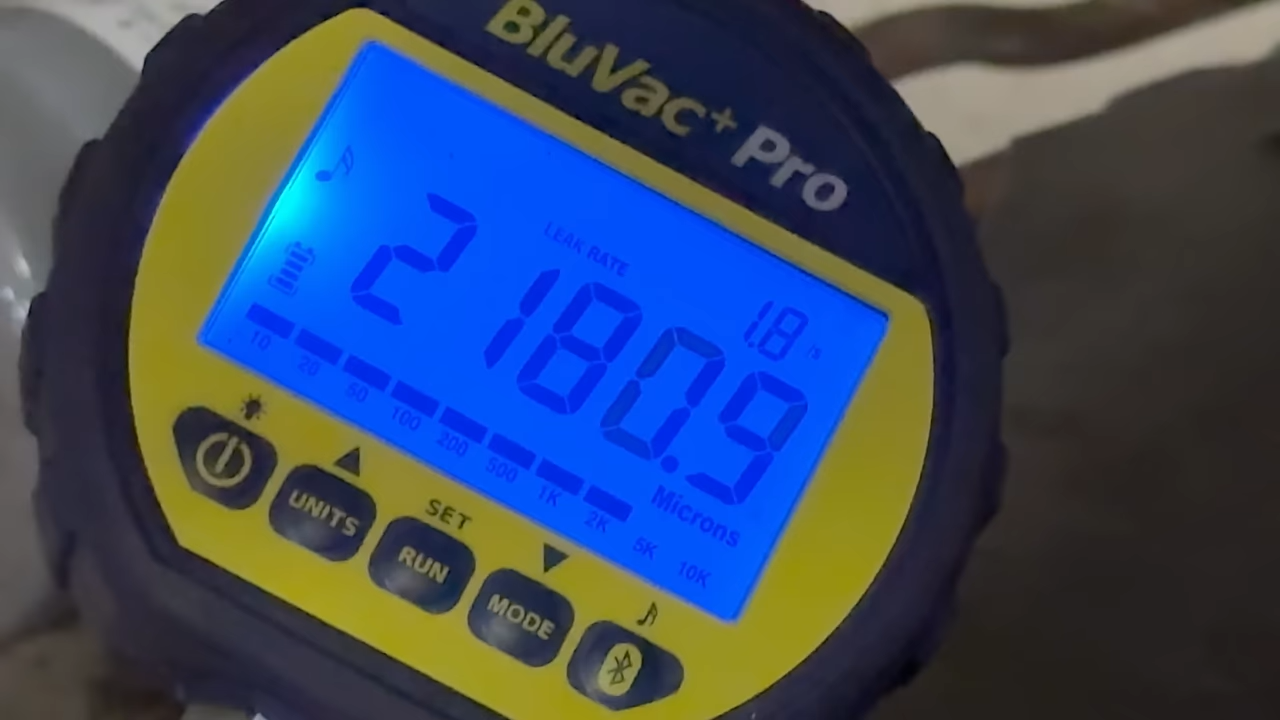 BluVac+ Pro
LEAK RATE
1.8 /s
2180.9
Microns
10 20 50 100 200 500 1K 2K 5K 10K
SET
UNITS RUN MODE